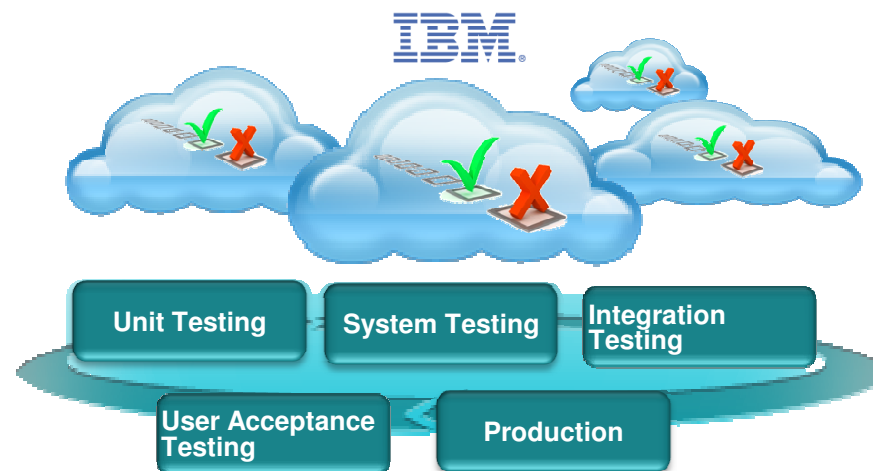 IBM.
Unit Testing
System Testing
Integration
Testing
User Acceptance
Testing
Production